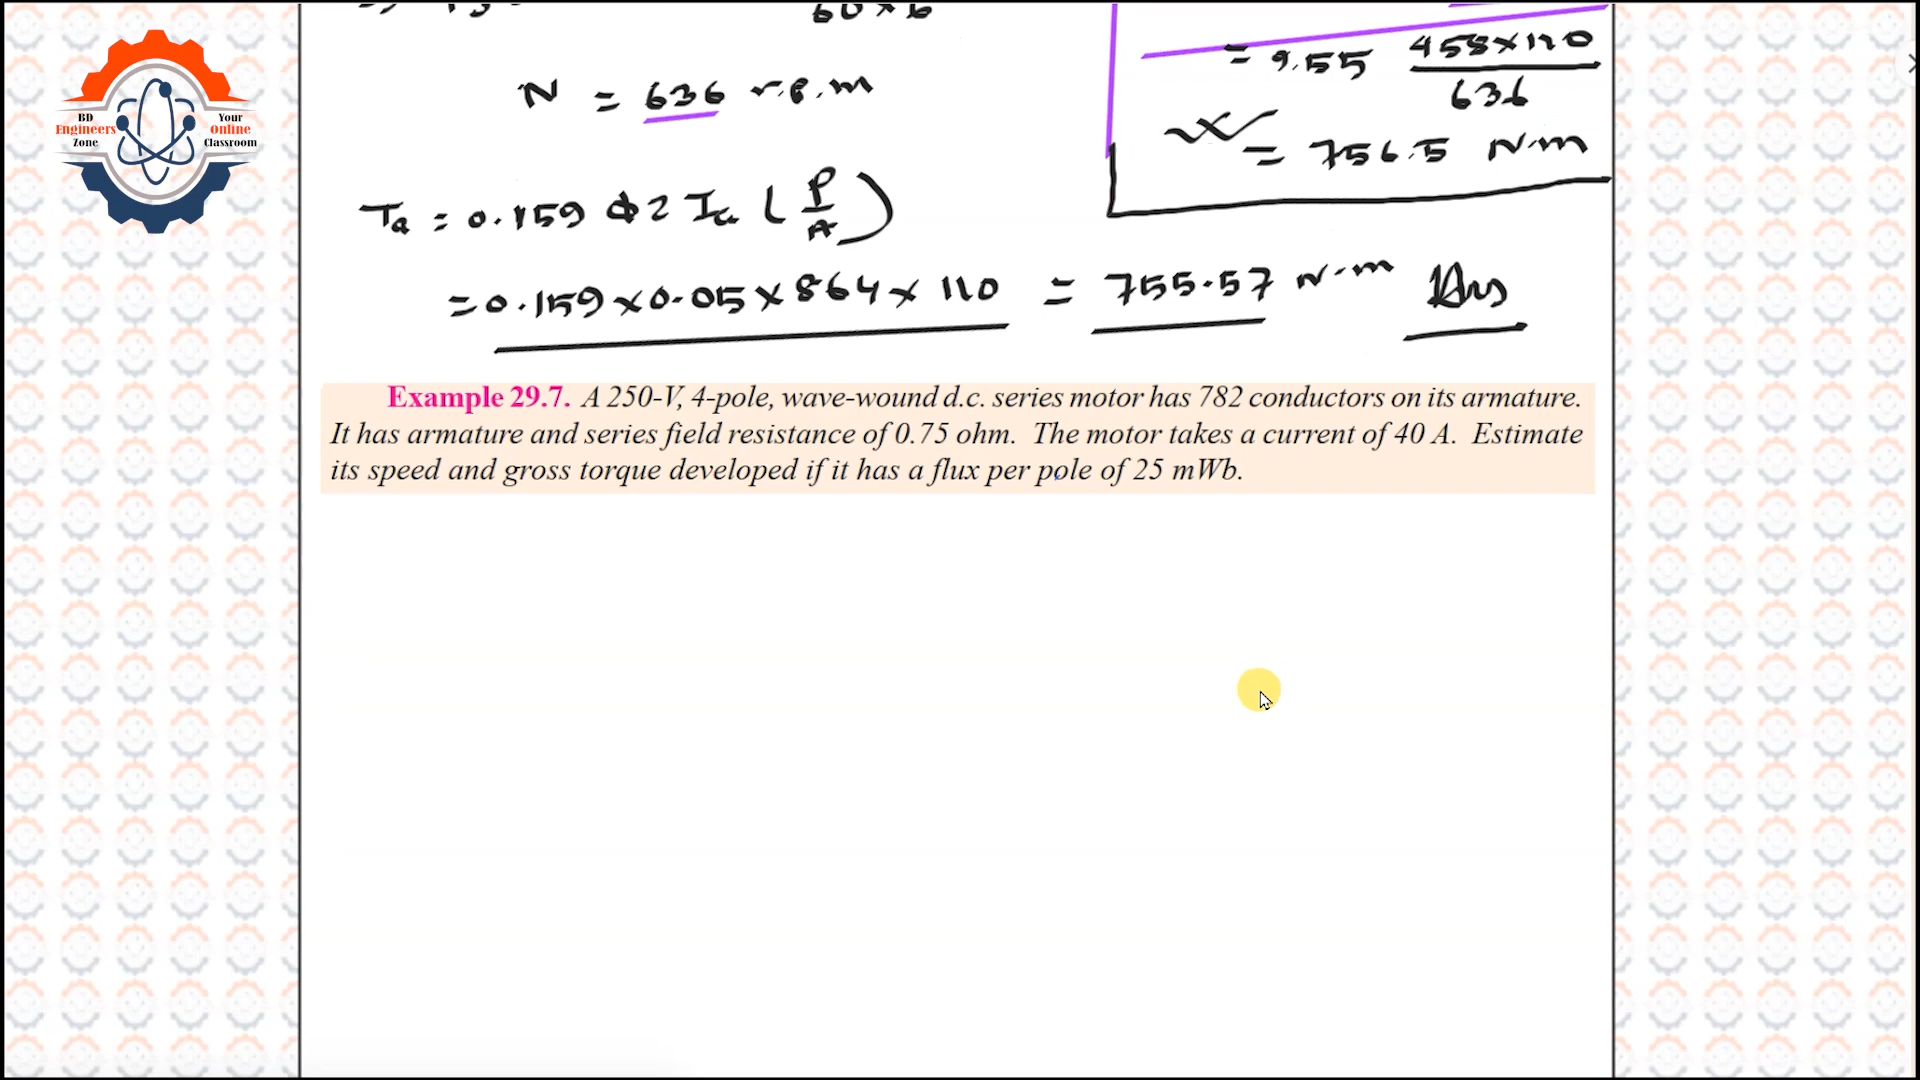 60×6
= 9.55 458×110
636
N = 636 r.p.m
= 756.5 N.m
BD Your
Engineers Online
Zone Classroom
Ta = 0.159 Φ Z Ia (P/A)
= 0.159×0.05×864×110 = 755.57 N-m Ans
Example 29.7. A 250-V, 4-pole, wave-wound d.c. series motor has 782 conductors on its armature.
It has armature and series field resistance of 0.75 ohm. The motor takes a current of 40 A. Estimate
its speed and gross torque developed if it has a flux per pole of 25 mWb.